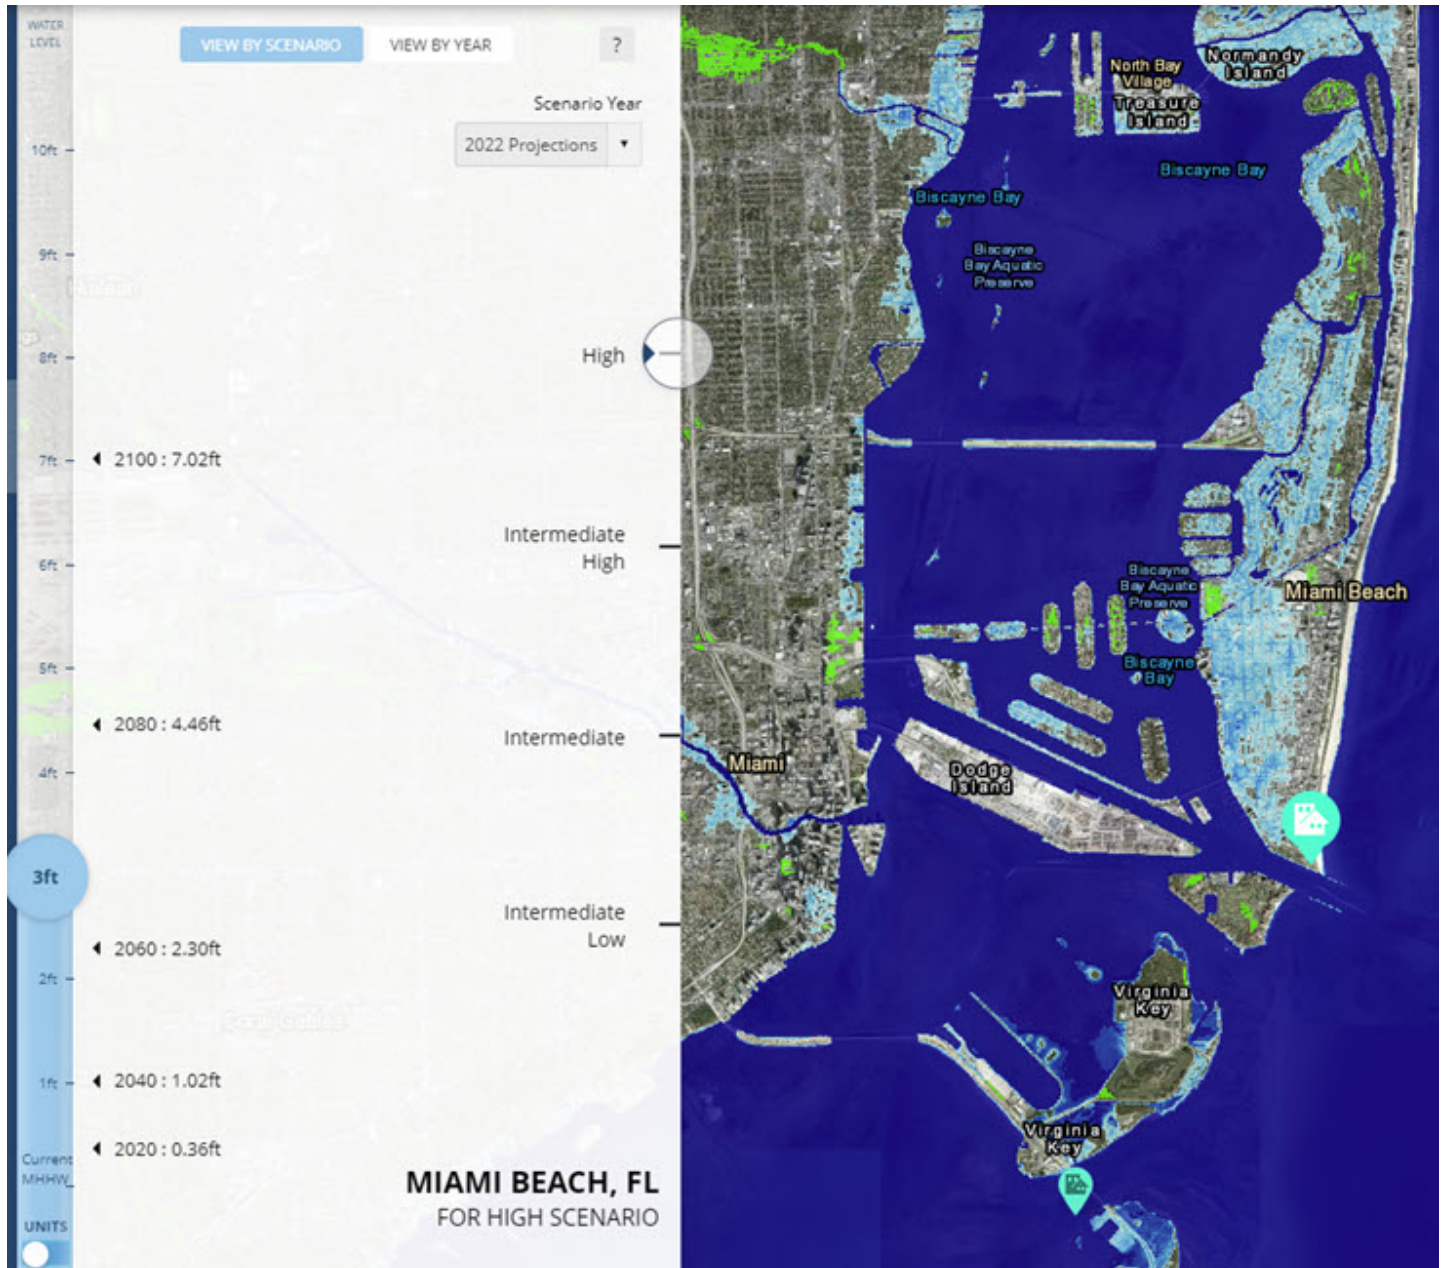 WATER
LEVEL
VIEW BY SCENARIO
VIEW BY YEAR
?
Scenario Year
2022 Projections
10ft
9ft
8ft
7ft
6ft
5ft
4ft
3ft
2ft
1ft
Current
MHHW
UNITS
2100 : 7.02ft
2080 : 4.46ft
2060 : 2.30ft
2040 : 1.02ft
2020 : 0.36ft
High
Intermediate
High
Intermediate
Intermediate
Low
MIAMI BEACH, FL
FOR HIGH SCENARIO
Hialeah
Coral Gables
North Bay
Village
Normandy
Island
Treasure
Island
Biscayne Bay
Biscayne Bay
Biscayne
Bay Aquatic
Preserve
Biscayne
Bay Aquatic
Preserve
Miami Beach
Biscayne
Bay
Miami
Dodge
Island
Virginia
Key
Virginia
Key